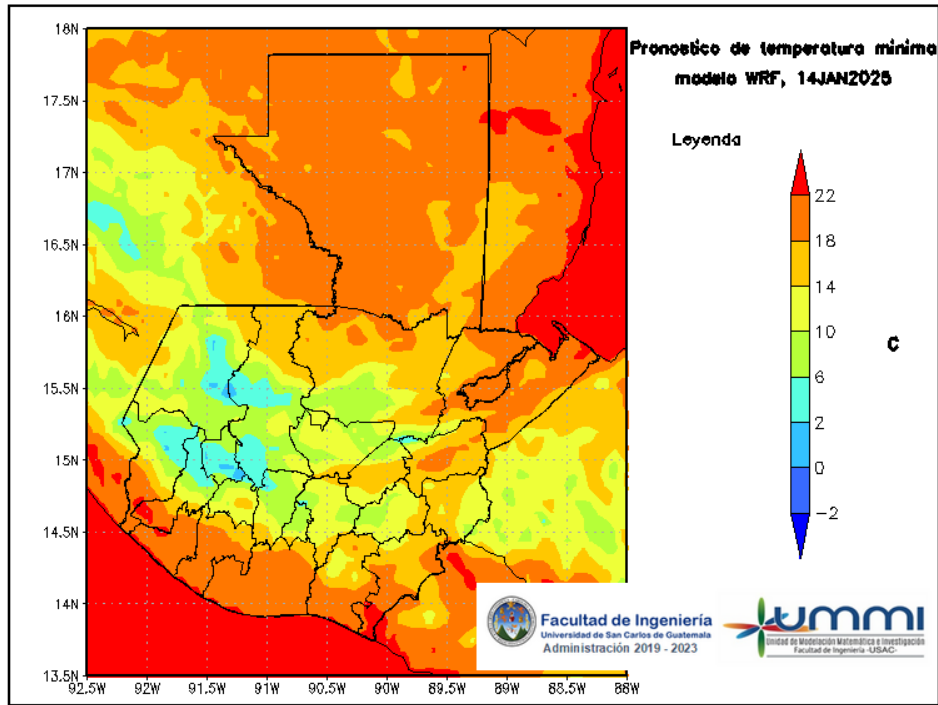 Pronostico de temperatura minima
modelo WRF, 14JAN2025
Leyenda
22
18
14
10
6
2
0
−2
C
18N
17.5N
17N
16.5N
16N
15.5N
15N
14.5N
14N
13.5N
92.5W
92W
91.5W
91W
90.5W
90W
89.5W
89W
88.5W
88W
Facultad de Ingeniería
Universidad de San Carlos de Guatemala
Administración 2019 - 2023
UMMI
Unidad de Modelación Matemática e Investigación
Facultad de Ingeniería -USAC-